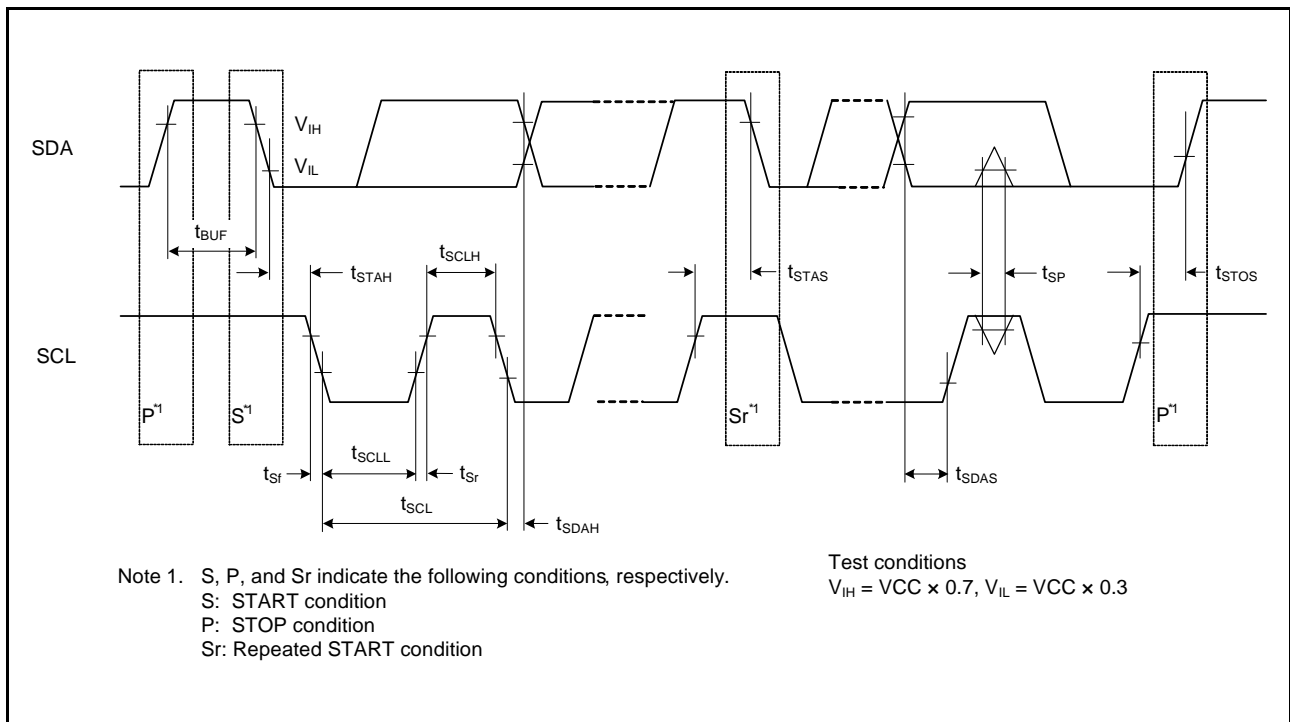 SDA
V_IH
V_IL
t_BUF
t_STAH
t_SCLH
t_STAS
t_SP
t_STOS
SCL
P*1
S*1
Sr*1
P*1
t_Sf
t_SCLL
t_Sr
t_SCL
t_SDAH
t_SDAS
Note 1. S, P, and Sr indicate the following conditions, respectively.
S: START condition
P: STOP condition
Sr: Repeated START condition
Test conditions
V_IH = VCC × 0.7, V_IL = VCC × 0.3